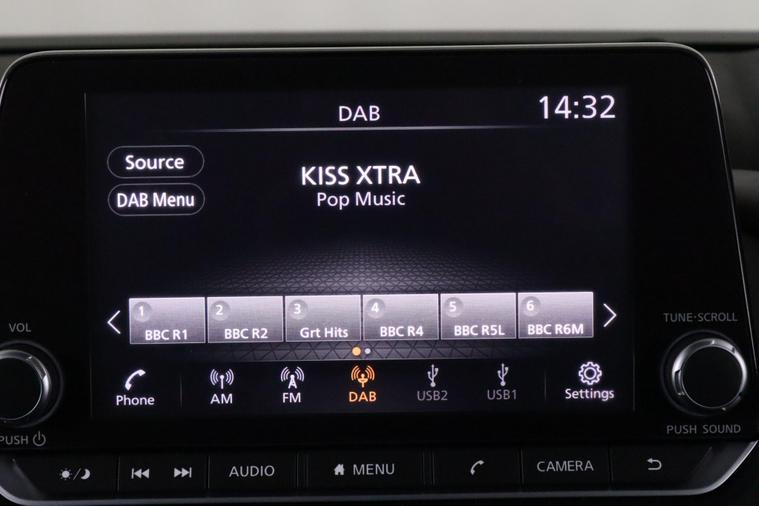 DAB
14:32
Source
KISS XTRA
DAB Menu
Pop Music
1 2 3 4 5 6
BBC R1 BBC R2 Grt Hits BBC R4 BBC R5L BBC R6M
VOL
TUNE·SCROLL
Phone AM FM DAB USB2 USB1 Settings
PUSH
PUSH SOUND
AUDIO MENU CAMERA